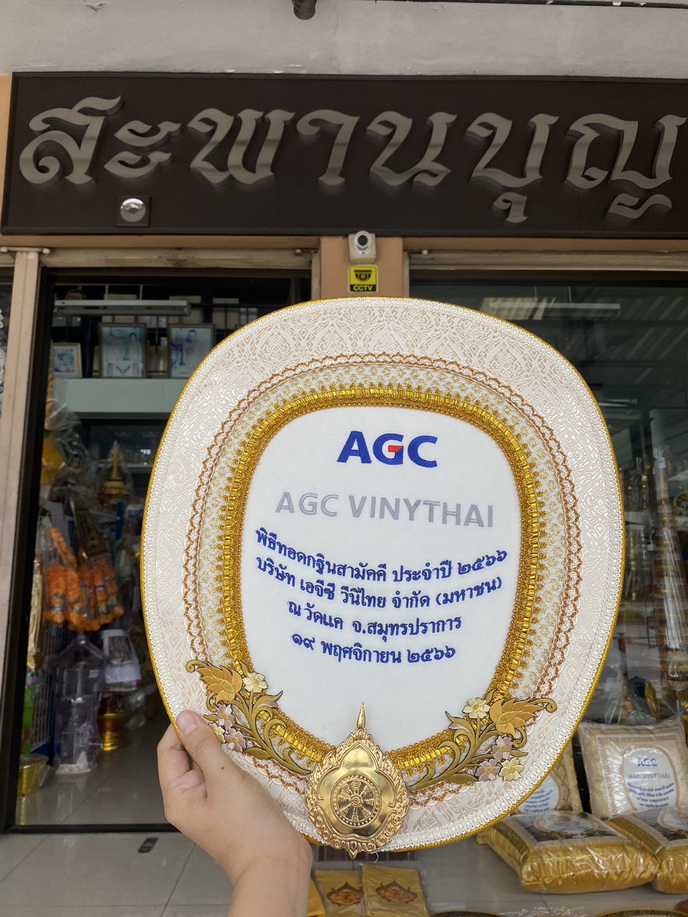 สะพานบุญ
CCTV
AGC
AGC VINYTHAI
พิธีทอดกฐินสามัคคี ประจำปี ๒๕๖๖
บริษัท เอจีซี วีนิไทย จำกัด (มหาชน)
ณ วัดแค จ.สมุทรปราการ
๑๙ พฤศจิกายน ๒๕๖๖
AGC
AGC VINYTHAI